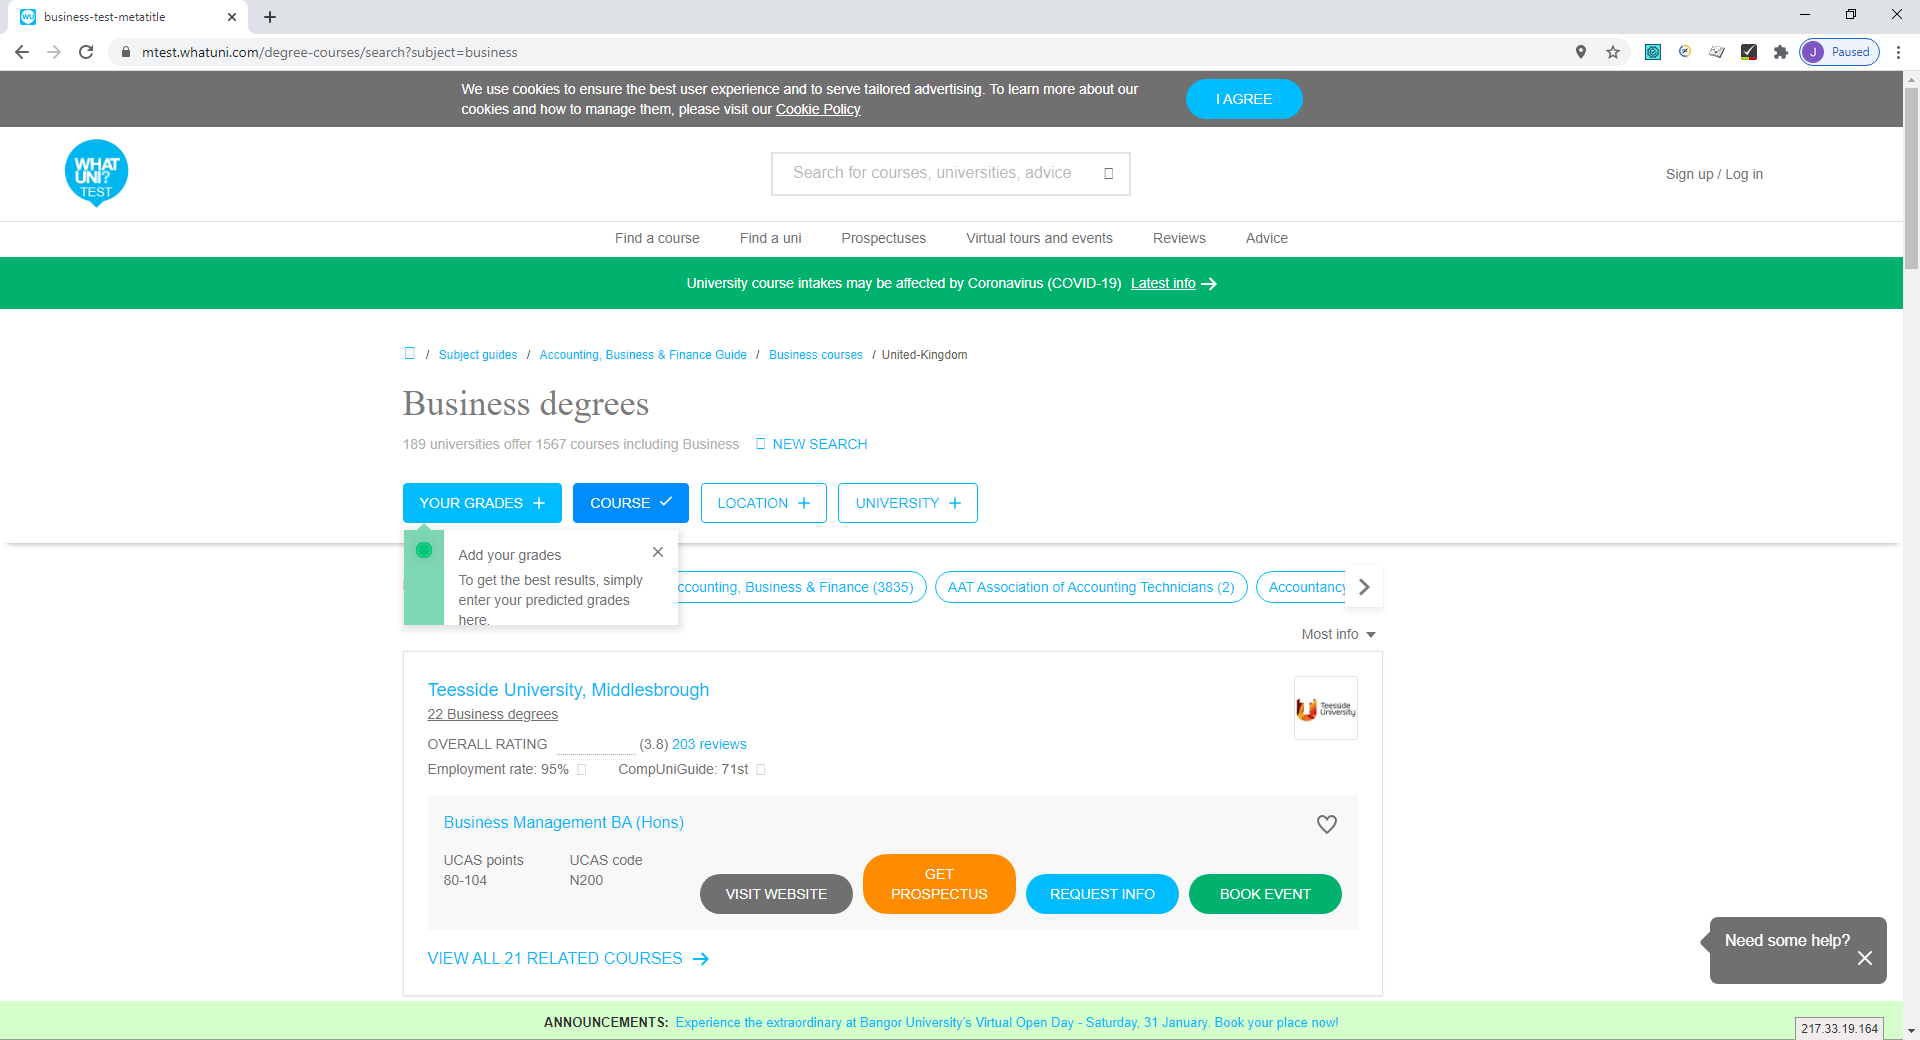 business-test-metatitle
mtest.whatuni.com/degree-courses/search?subject=business
J Paused
We use cookies to ensure the best user experience and to serve tailored advertising. To learn more about our
cookies and how to manage them, please visit our Cookie Policy
I AGREE
WHAT
UNI?
TEST
Search for courses, universities, advice
Sign up / Log in
Find a course Find a uni Prospectuses Virtual tours and events Reviews Advice
University course intakes may be affected by Coronavirus (COVID-19) Latest info
/ Subject guides / Accounting, Business & Finance Guide / Business courses / United-Kingdom
Business degrees
189 universities offer 1567 courses including Business NEW SEARCH
YOUR GRADES COURSE LOCATION UNIVERSITY
Add your grades
To get the best results, simply
enter your predicted grades
here.
ccounting, Business & Finance (3835) AAT Association of Accounting Technicians (2) Accountancy
Most info
Teesside University, Middlesbrough
22 Business degrees
Teesside
University
OVERALL RATING (3.8) 203 reviews
Employment rate: 95% CompUniGuide: 71st
Business Management BA (Hons)
UCAS points UCAS code
80-104 N200
VISIT WEBSITE
GET
PROSPECTUS
REQUEST INFO
BOOK EVENT
VIEW ALL 21 RELATED COURSES
Need some help?
ANNOUNCEMENTS: Experience the extraordinary at Bangor University's Virtual Open Day - Saturday, 31 January. Book your place now!
217.33.19.164